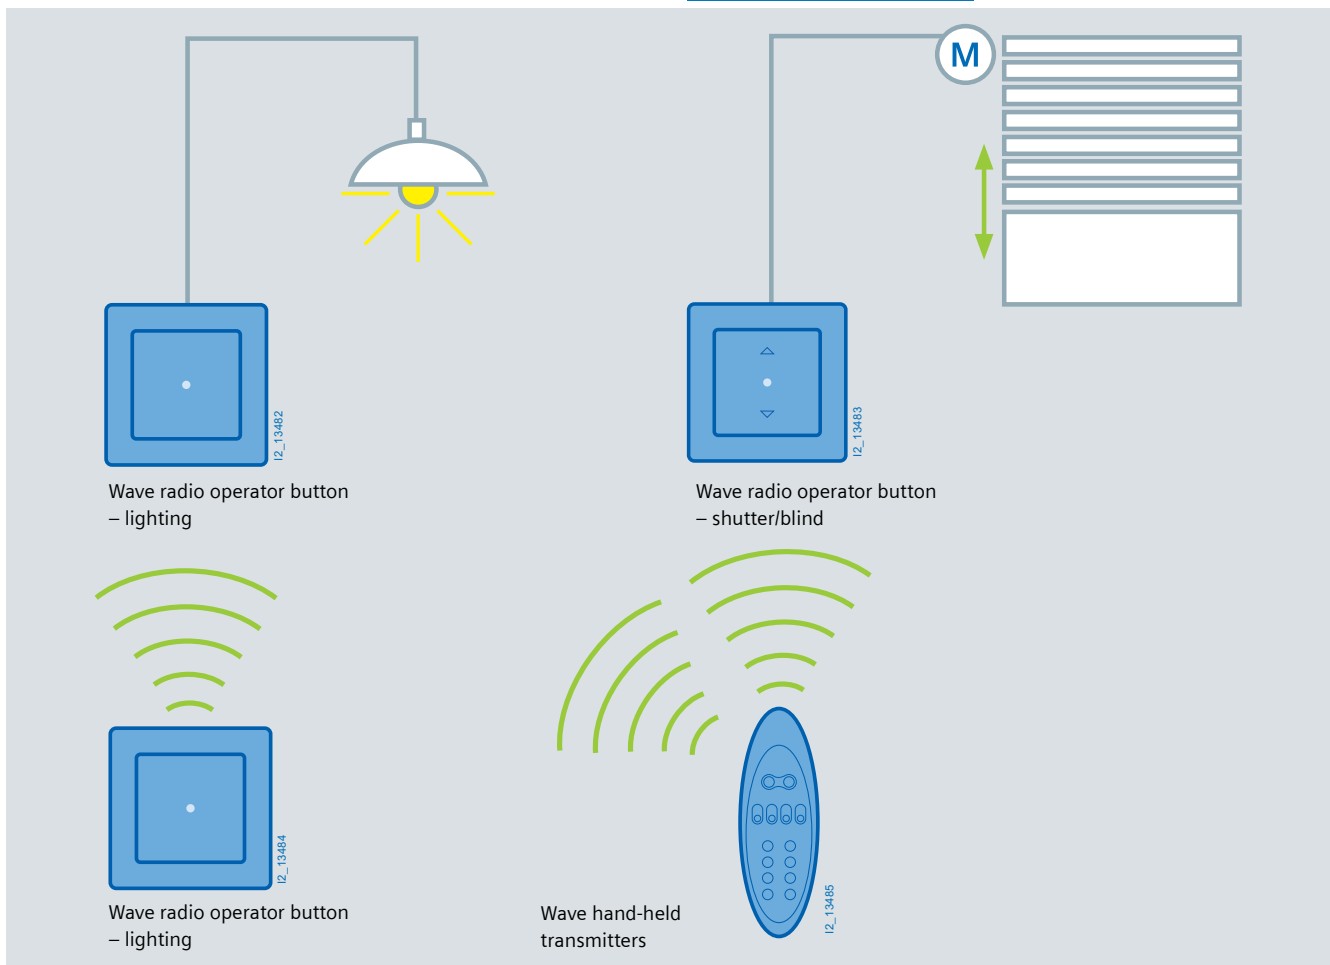 M
I2_13482
I2_13483
Wave radio operator button
– lighting
Wave radio operator button
– shutter/blind
I2_13484
I2_13485
Wave radio operator button
– lighting
Wave hand-held
transmitters